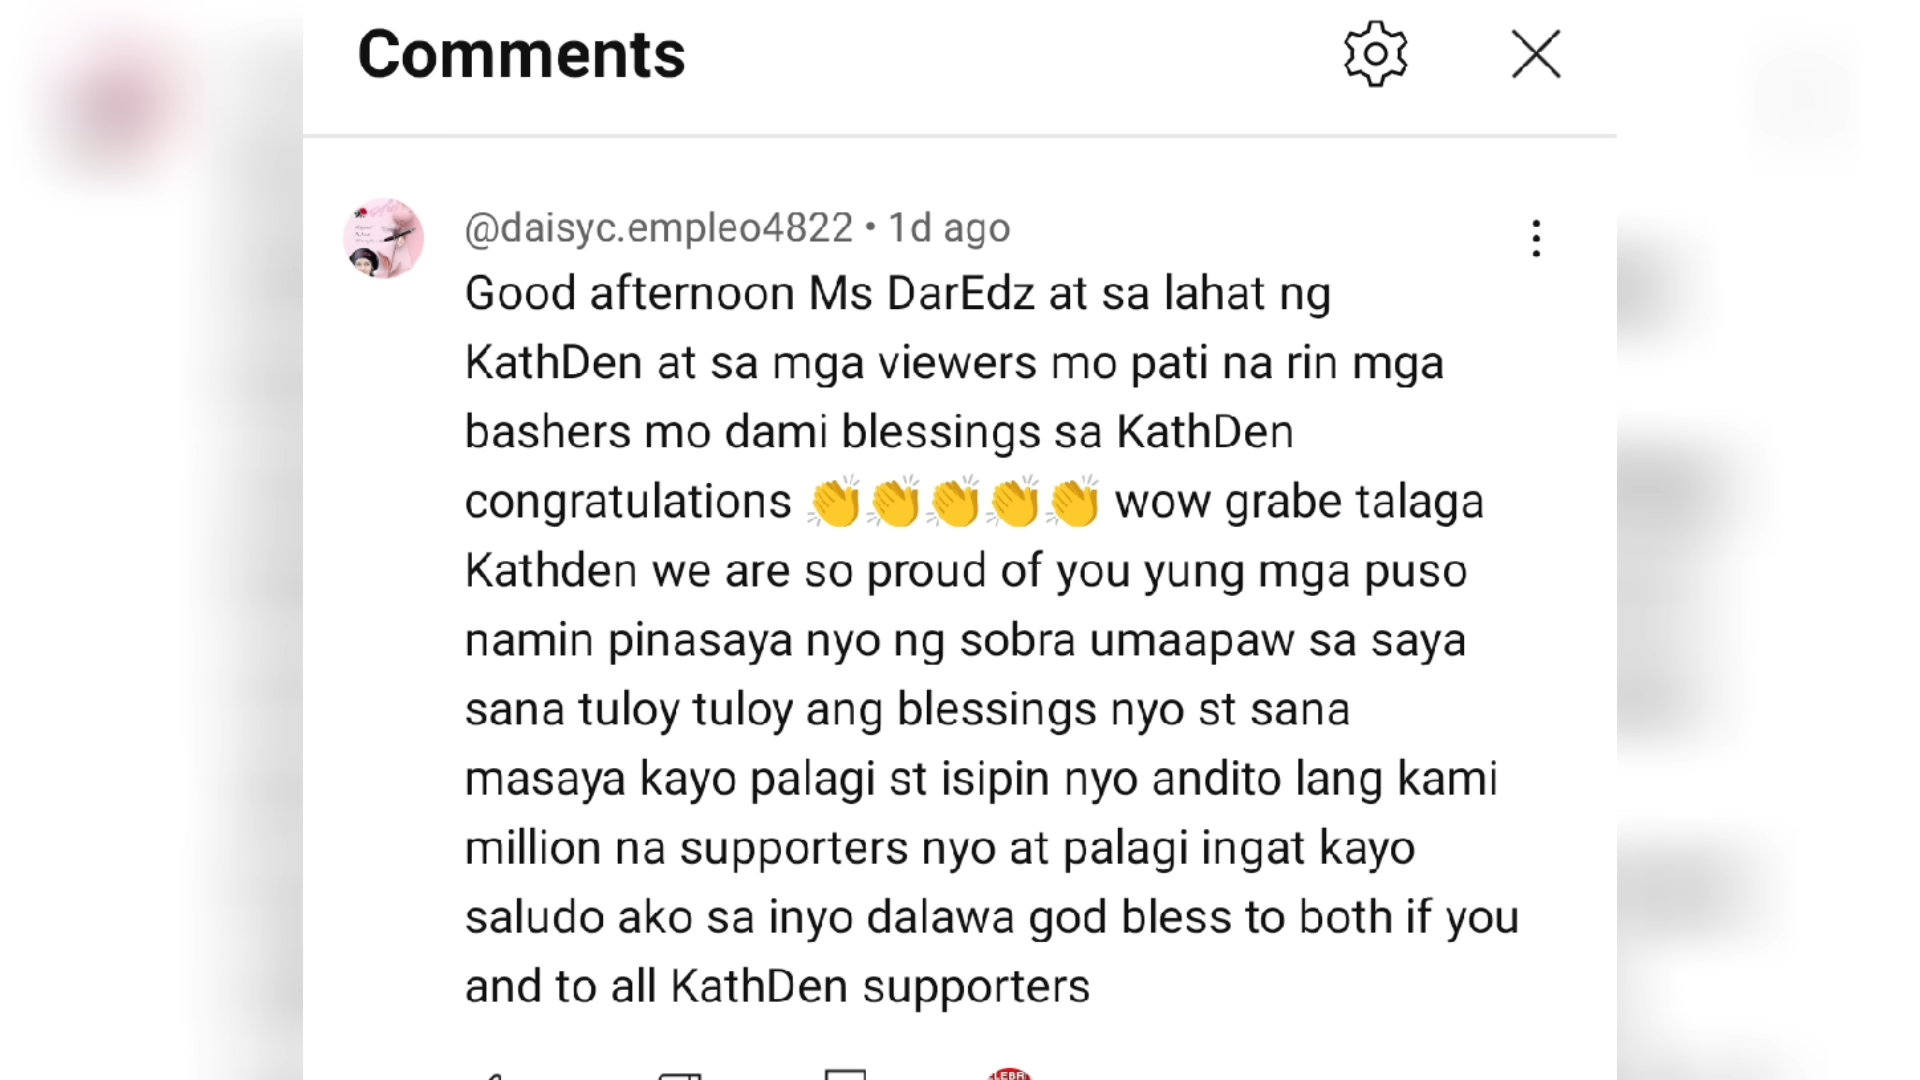 Comments
@daisyc.empleo4822 • 1d ago
Good afternoon Ms DarEdz at sa lahat ng
KathDen at sa mga viewers mo pati na rin mga
bashers mo dami blessings sa KathDen
congratulations 👏👏👏👏👏 wow grabe talaga
Kathden we are so proud of you yung mga puso
namin pinasaya nyo ng sobra umaapaw sa saya
sana tuloy tuloy ang blessings nyo st sana
masaya kayo palagi st isipin nyo andito lang kami
million na supporters nyo at palagi ingat kayo
saludo ako sa inyo dalawa god bless to both if you
and to all KathDen supporters